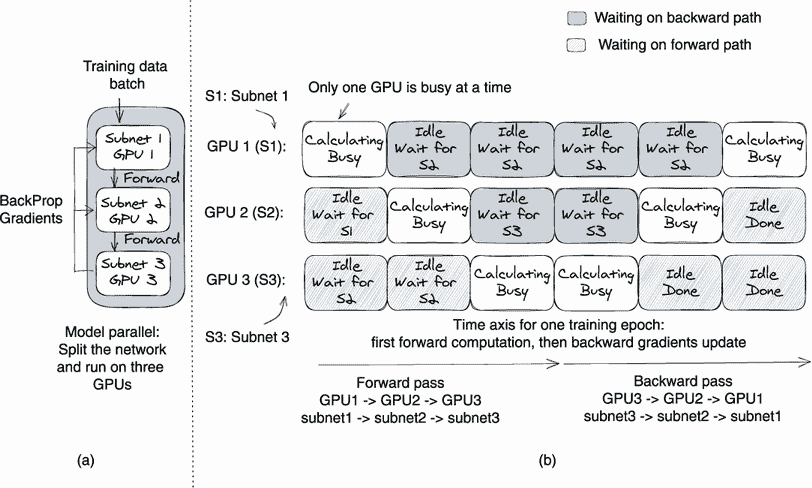 Waiting on backward path
Waiting on forward path
Training data
batch
Subnet 1
GPU 1
Forward
Subnet 2
GPU 2
Forward
Subnet 3
GPU 3
BackProp
Gradients
Model parallel:
Split the network
and run on three
GPUs
(a)
S1: Subnet 1
Only one GPU is busy at a time
GPU 1 (S1):
Calculating
Busy
Idle
Wait for
S2
Idle
Wait for
S2
Idle
Wait for
S2
Idle
Wait for
S2
Calculating
Busy
GPU 2 (S2):
Idle
Wait for
S1
Calculating
Busy
Idle
Wait for
S3
Idle
Wait for
S3
Calculating
Busy
Idle
Done
GPU 3 (S3):
Idle
Wait for
S2
Idle
Wait for
S2
Calculating
Busy
Calculating
Busy
Idle
Done
Idle
Done
S3: Subnet 3
Time axis for one training epoch:
first forward computation, then backward gradients update
Forward pass
GPU1 -> GPU2 -> GPU3
subnet1 -> subnet2 -> subnet3
Backward pass
GPU3 -> GPU2 -> GPU1
subnet3 -> subnet2 -> subnet1
(b)